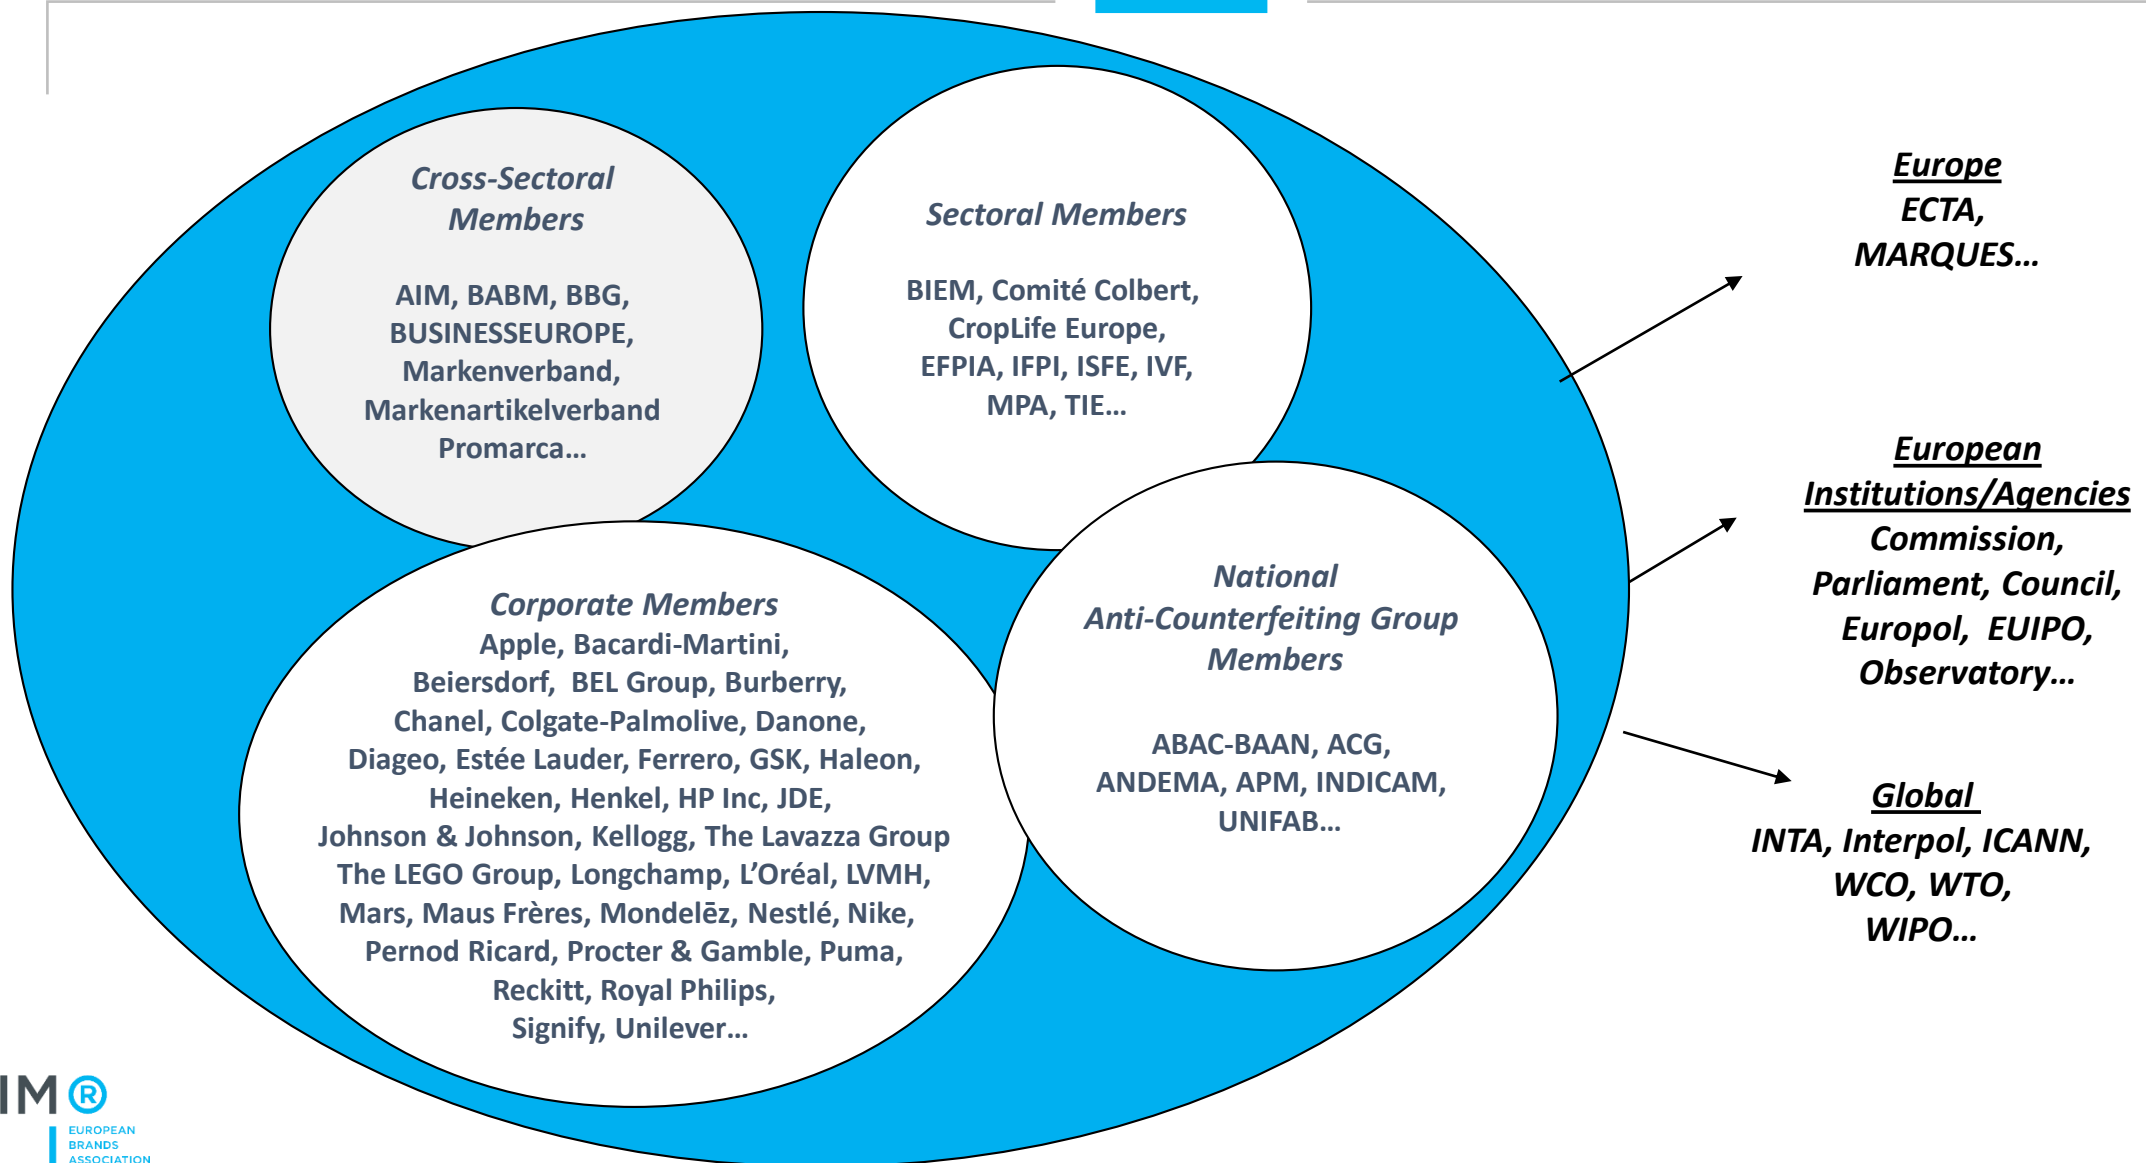 Cross-Sectoral
Members
AIM, BABM, BBG,
BUSINESSEUROPE,
Markenverband,
Markenartikelverband
Promarca…
Sectoral Members
BIEM, Comité Colbert,
CropLife Europe,
EFPIA, IFPI, ISFE, IVF,
MPA, TIE…
Corporate Members
Apple, Bacardi-Martini,
Beiersdorf,  BEL Group, Burberry,
Chanel, Colgate-Palmolive, Danone,
Diageo, Estée Lauder, Ferrero, GSK, Haleon,
Heineken, Henkel, HP Inc, JDE,
Johnson & Johnson, Kellogg, The Lavazza Group
The LEGO Group, Longchamp, L’Oréal, LVMH,
Mars, Maus Frères, Mondelēz, Nestlé, Nike,
Pernod Ricard, Procter & Gamble, Puma,
Reckitt, Royal Philips,
Signify, Unilever…
National
Anti-Counterfeiting Group
Members
ABAC-BAAN, ACG,
ANDEMA, APM, INDICAM,
UNIFAB…
Europe
ECTA,
MARQUES…
European
Institutions/Agencies
Commission,
Parliament, Council,
Europol,  EUIPO,
Observatory…
Global
INTA, Interpol, ICANN,
WCO, WTO,
WIPO…
IM®
EUROPEAN
BRANDS
ASSOCIATION